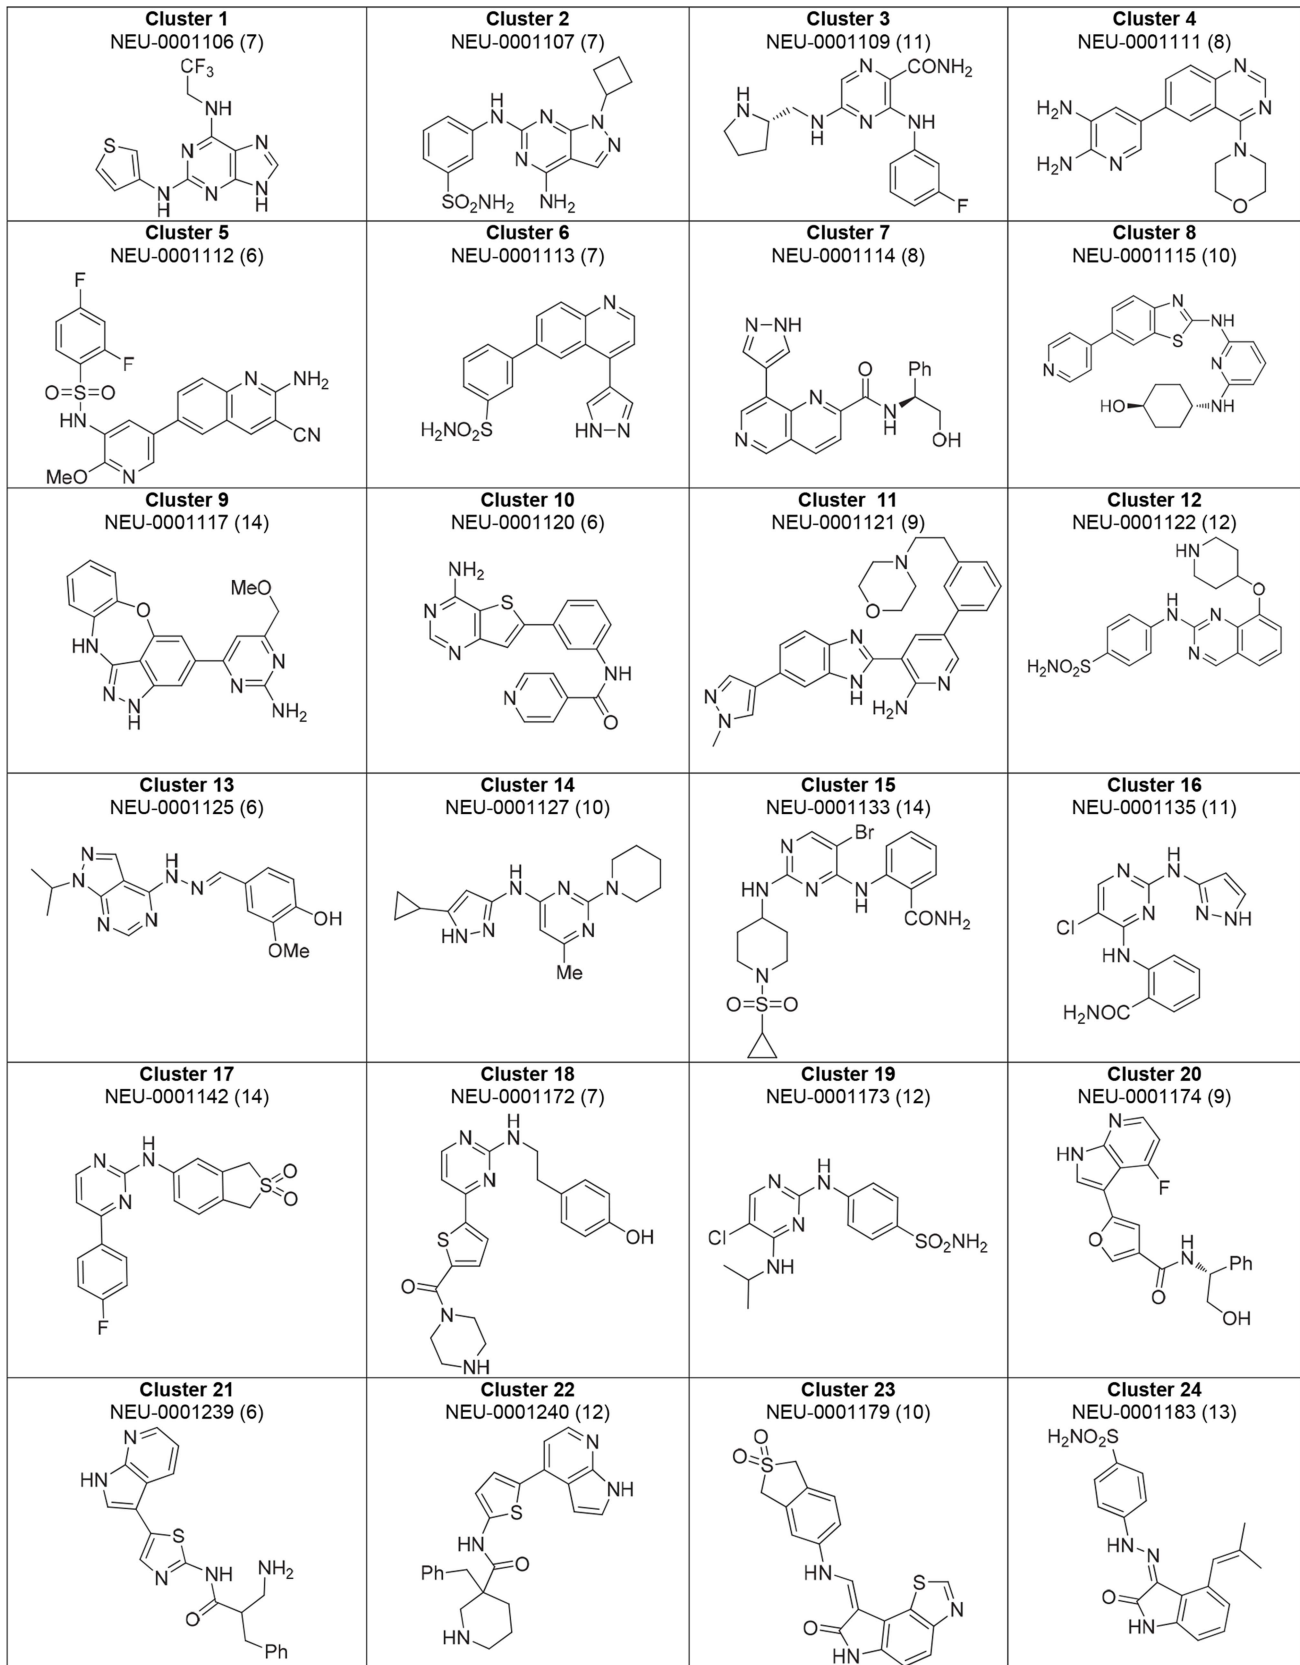 Cluster 1
NEU-0001106 (7)
CF3
NH
S
N
N
N
N
H
N
H
Cluster 2
NEU-0001107 (7)
H
N
N
N
N
N
SO2NH2
NH2
Cluster 3
NEU-0001109 (11)
N
CONH2
H
N
N
N
H
NH
F
Cluster 4
NEU-0001111 (8)
N
N
H2N
NH2
N
N
O
Cluster 5
NEU-0001112 (6)
F
F
O=S=O
NH
N
NH2
CN
MeO
N
Cluster 6
NEU-0001113 (7)
N
H2NO2S
HN-N
Cluster 7
NEU-0001114 (8)
N-NH
N
O
Ph
N
H
N
OH
Cluster 8
NEU-0001115 (10)
N
NH
S
N
N
HO
NH
Cluster 9
NEU-0001117 (14)
O
MeO
HN
N
N
N
N
H
NH2
Cluster 10
NEU-0001120 (6)
NH2
N
S
N
NH
N
O
Cluster 11
NEU-0001121 (9)
N
O
N
N
N
N
H
N
H2N
Cluster 12
NEU-0001122 (12)
HN
O
H
N
N
N
H2NO2S
Cluster 13
NEU-0001125 (6)
N
N
H
N
N
N
N
OH
OMe
Cluster 14
NEU-0001127 (10)
H
N
N
N
HN-N
N
Me
Cluster 15
NEU-0001133 (14)
Br
N
HN
N
NH
CONH2
N
O=S=O
Cluster 16
NEU-0001135 (11)
H
N
N
N
N
NH
Cl
HN
H2NOC
Cluster 17
NEU-0001142 (14)
H
N
N
N
S
O
O
F
Cluster 18
NEU-0001172 (7)
H
N
N
N
S
OH
O
N
NH
Cluster 19
NEU-0001173 (12)
H
N
N
N
Cl
NH
SO2NH2
Cluster 20
NEU-0001174 (9)
N
HN
F
O
H
N
Ph
O
OH
Cluster 21
NEU-0001239 (6)
N
HN
S
N
NH
NH2
O
Ph
Cluster 22
NEU-0001240 (12)
N
NH
S
HN
O
Ph
HN
Cluster 23
NEU-0001179 (10)
O
O
S
HN
S
N
O
HN
Cluster 24
NEU-0001183 (13)
H2NO2S
HN
N
O
HN